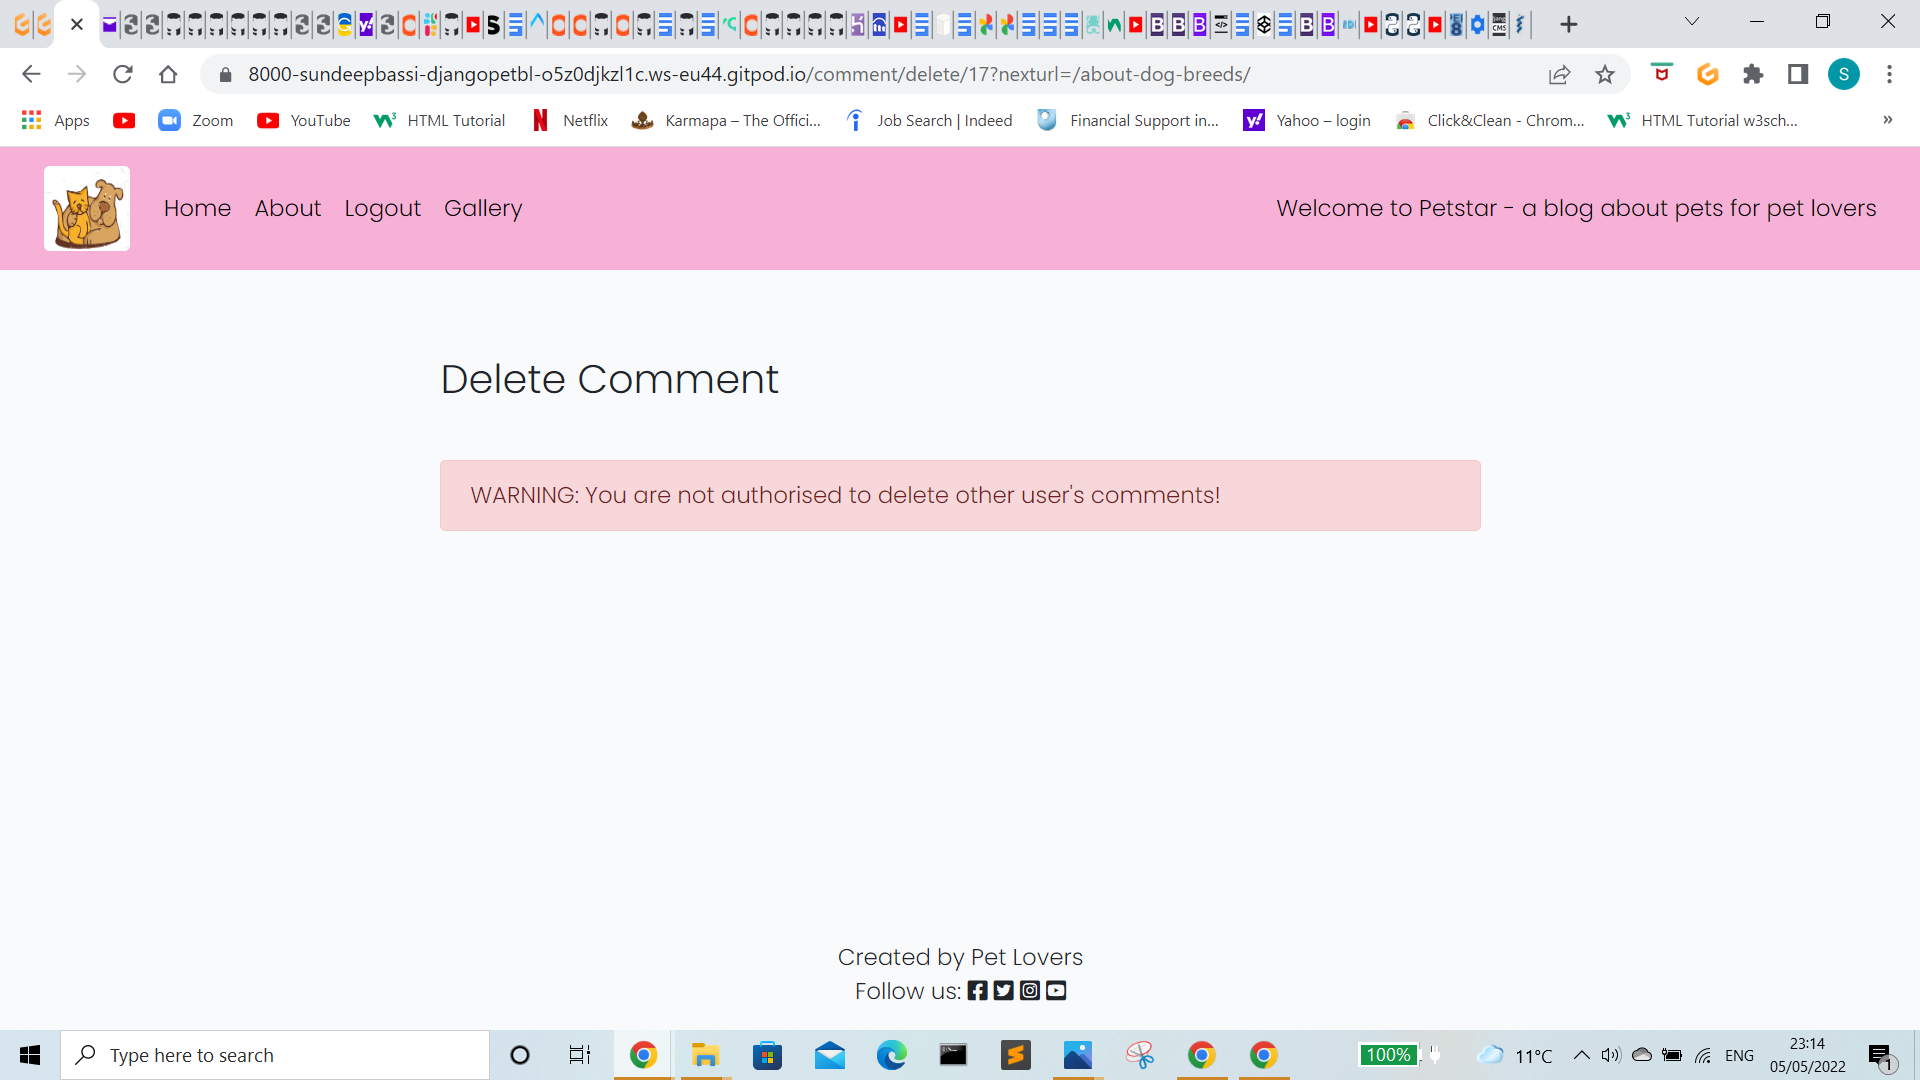 8000-sundeepbassi-djangopetbl-o5z0djkzl1c.ws-eu44.gitpod.io/comment/delete/17?nexturl=/about-dog-breeds/
S
Apps Zoom YouTube HTML Tutorial Netflix Karmapa – The Offici... Job Search | Indeed Financial Support in... Yahoo – login Click&Clean - Chrom... HTML Tutorial w3sch... »
Home About Logout Gallery Welcome to Petstar - a blog about pets for pet lovers
Delete Comment
WARNING: You are not authorised to delete other user's comments!
Created by Pet Lovers
Follow us:
Type here to search 100% 11°C ENG 23:14
05/05/2022 1